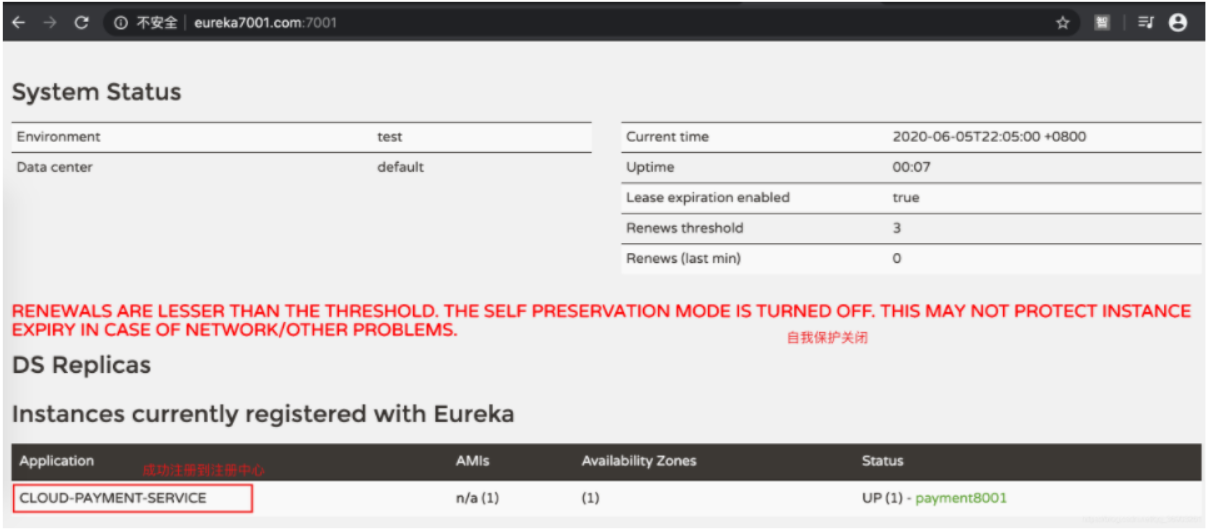 不安全 | eureka7001.com:7001
智
System Status
Environment test
Data center default
Current time 2020-06-05T22:05:00 +0800
Uptime 00:07
Lease expiration enabled true
Renews threshold 3
Renews (last min) 0
RENEWALS ARE LESSER THAN THE THRESHOLD. THE SELF PRESERVATION MODE IS TURNED OFF. THIS MAY NOT PROTECT INSTANCE
EXPIRY IN CASE OF NETWORK/OTHER PROBLEMS.
自我保护关闭
DS Replicas
Instances currently registered with Eureka
Application AMIs Availability Zones Status
成功注册到注册中心
CLOUD-PAYMENT-SERVICE n/a (1) (1) UP (1) - payment8001